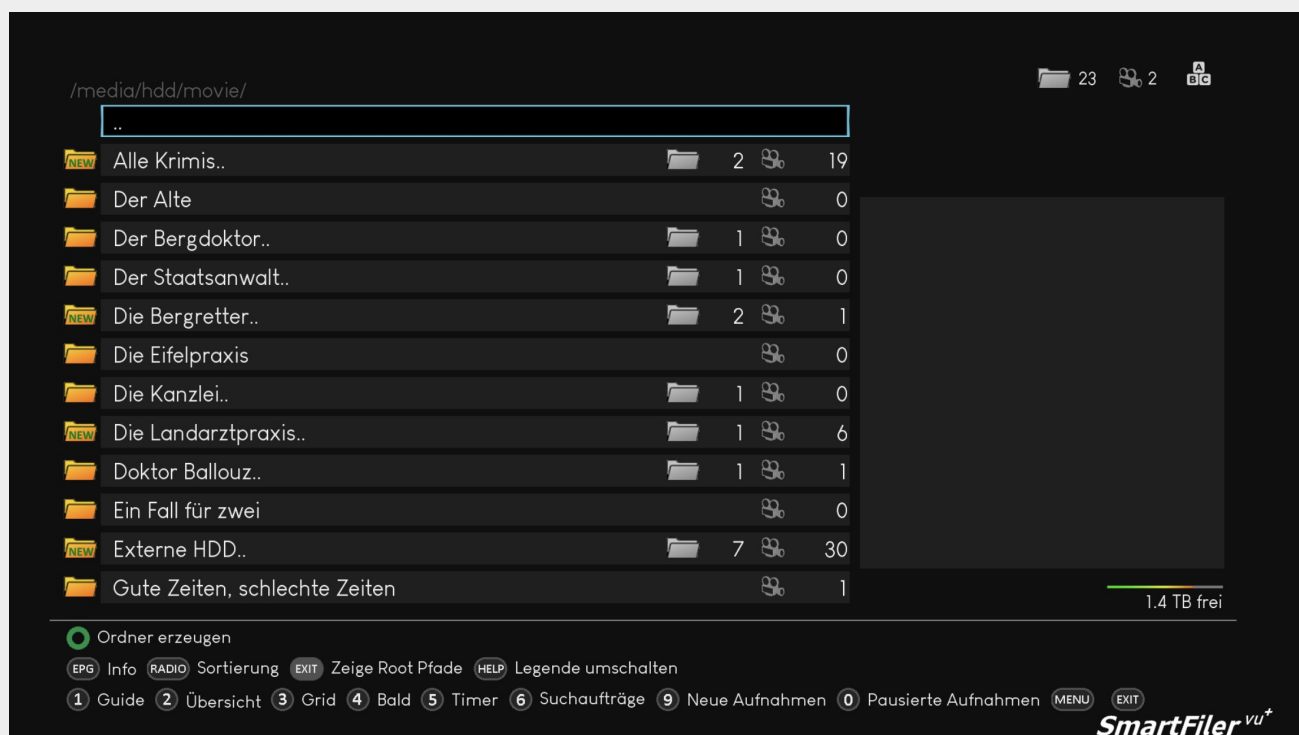 /media/hdd/movie/ 23 2 A B C
..
NEW Alle Krimis.. 2 19
Der Alte 0
Der Bergdoktor.. 1 0
Der Staatsanwalt.. 1 0
NEW Die Bergretter.. 2 1
Die Eifelpraxis 0
Die Kanzlei.. 1 0
NEW Die Landarztpraxis.. 1 6
Doktor Ballouz.. 1 1
Ein Fall für zwei 0
NEW Externe HDD.. 7 30
Gute Zeiten, schlechte Zeiten 1
1.4 TB frei
Ordner erzeugen
EPG Info RADIO Sortierung EXIT Zeige Root Pfade HELP Legende umschalten
1 Guide 2 Übersicht 3 Grid 4 Bald 5 Timer 6 Suchaufträge 9 Neue Aufnahmen 0 Pausierte Aufnahmen MENU EXIT
SmartFiler vu+